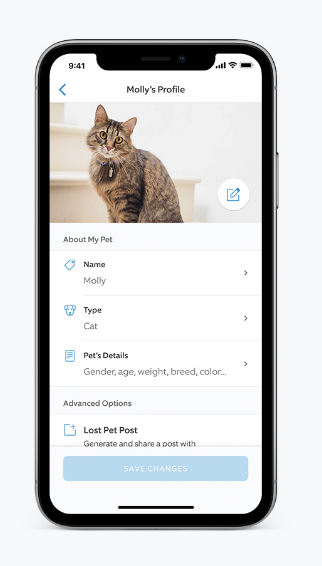 9:41
Molly's Profile
About My Pet
Name
Molly
Type
Cat
Pet's Details
Gender, age, weight, breed, color...
Advanced Options
Lost Pet Post
Generate and share a post with
SAVE CHANGES